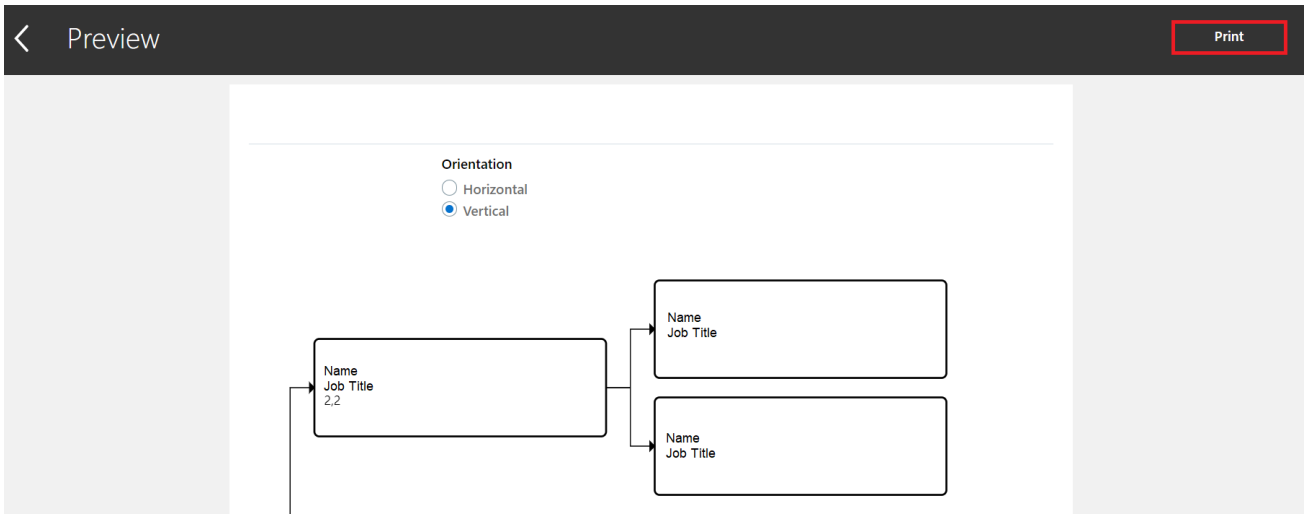 Preview
Print
Orientation
Horizontal
Vertical
Name
Job Title
Name
Job Title
2,2
Name
Job Title